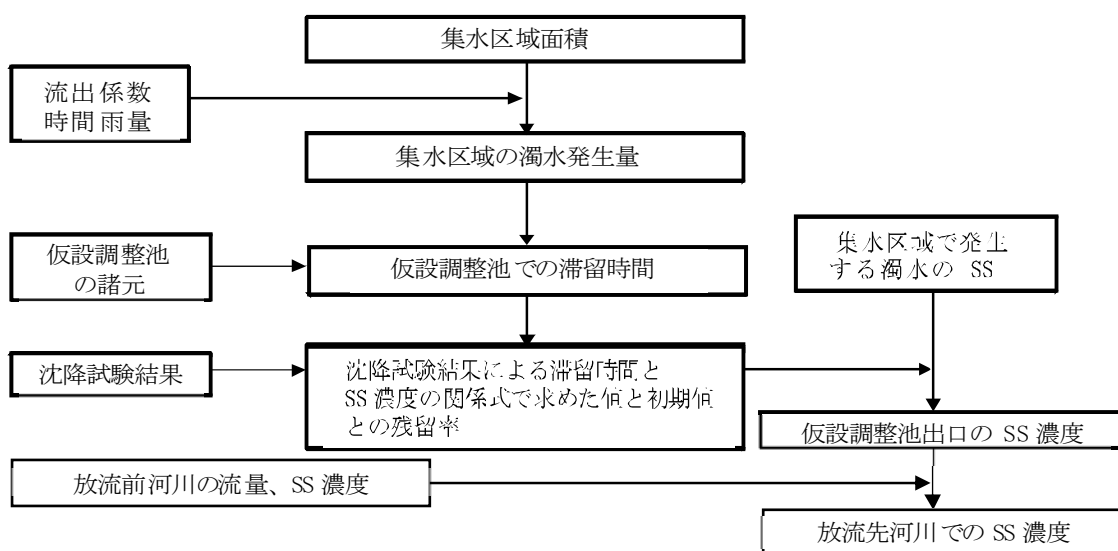 集水区域面積
流出係数
時間雨量
集水区域の濁水発生量
仮設調整池
の諸元
仮設調整池での滞留時間
集水区域で発生
する濁水の SS
沈降試験結果
沈降試験結果による滞留時間と
SS 濃度の関係式で求めた値と初期値
との残留率
仮設調整池出口の SS 濃度
放流前河川の流量、SS 濃度
放流先河川での SS 濃度